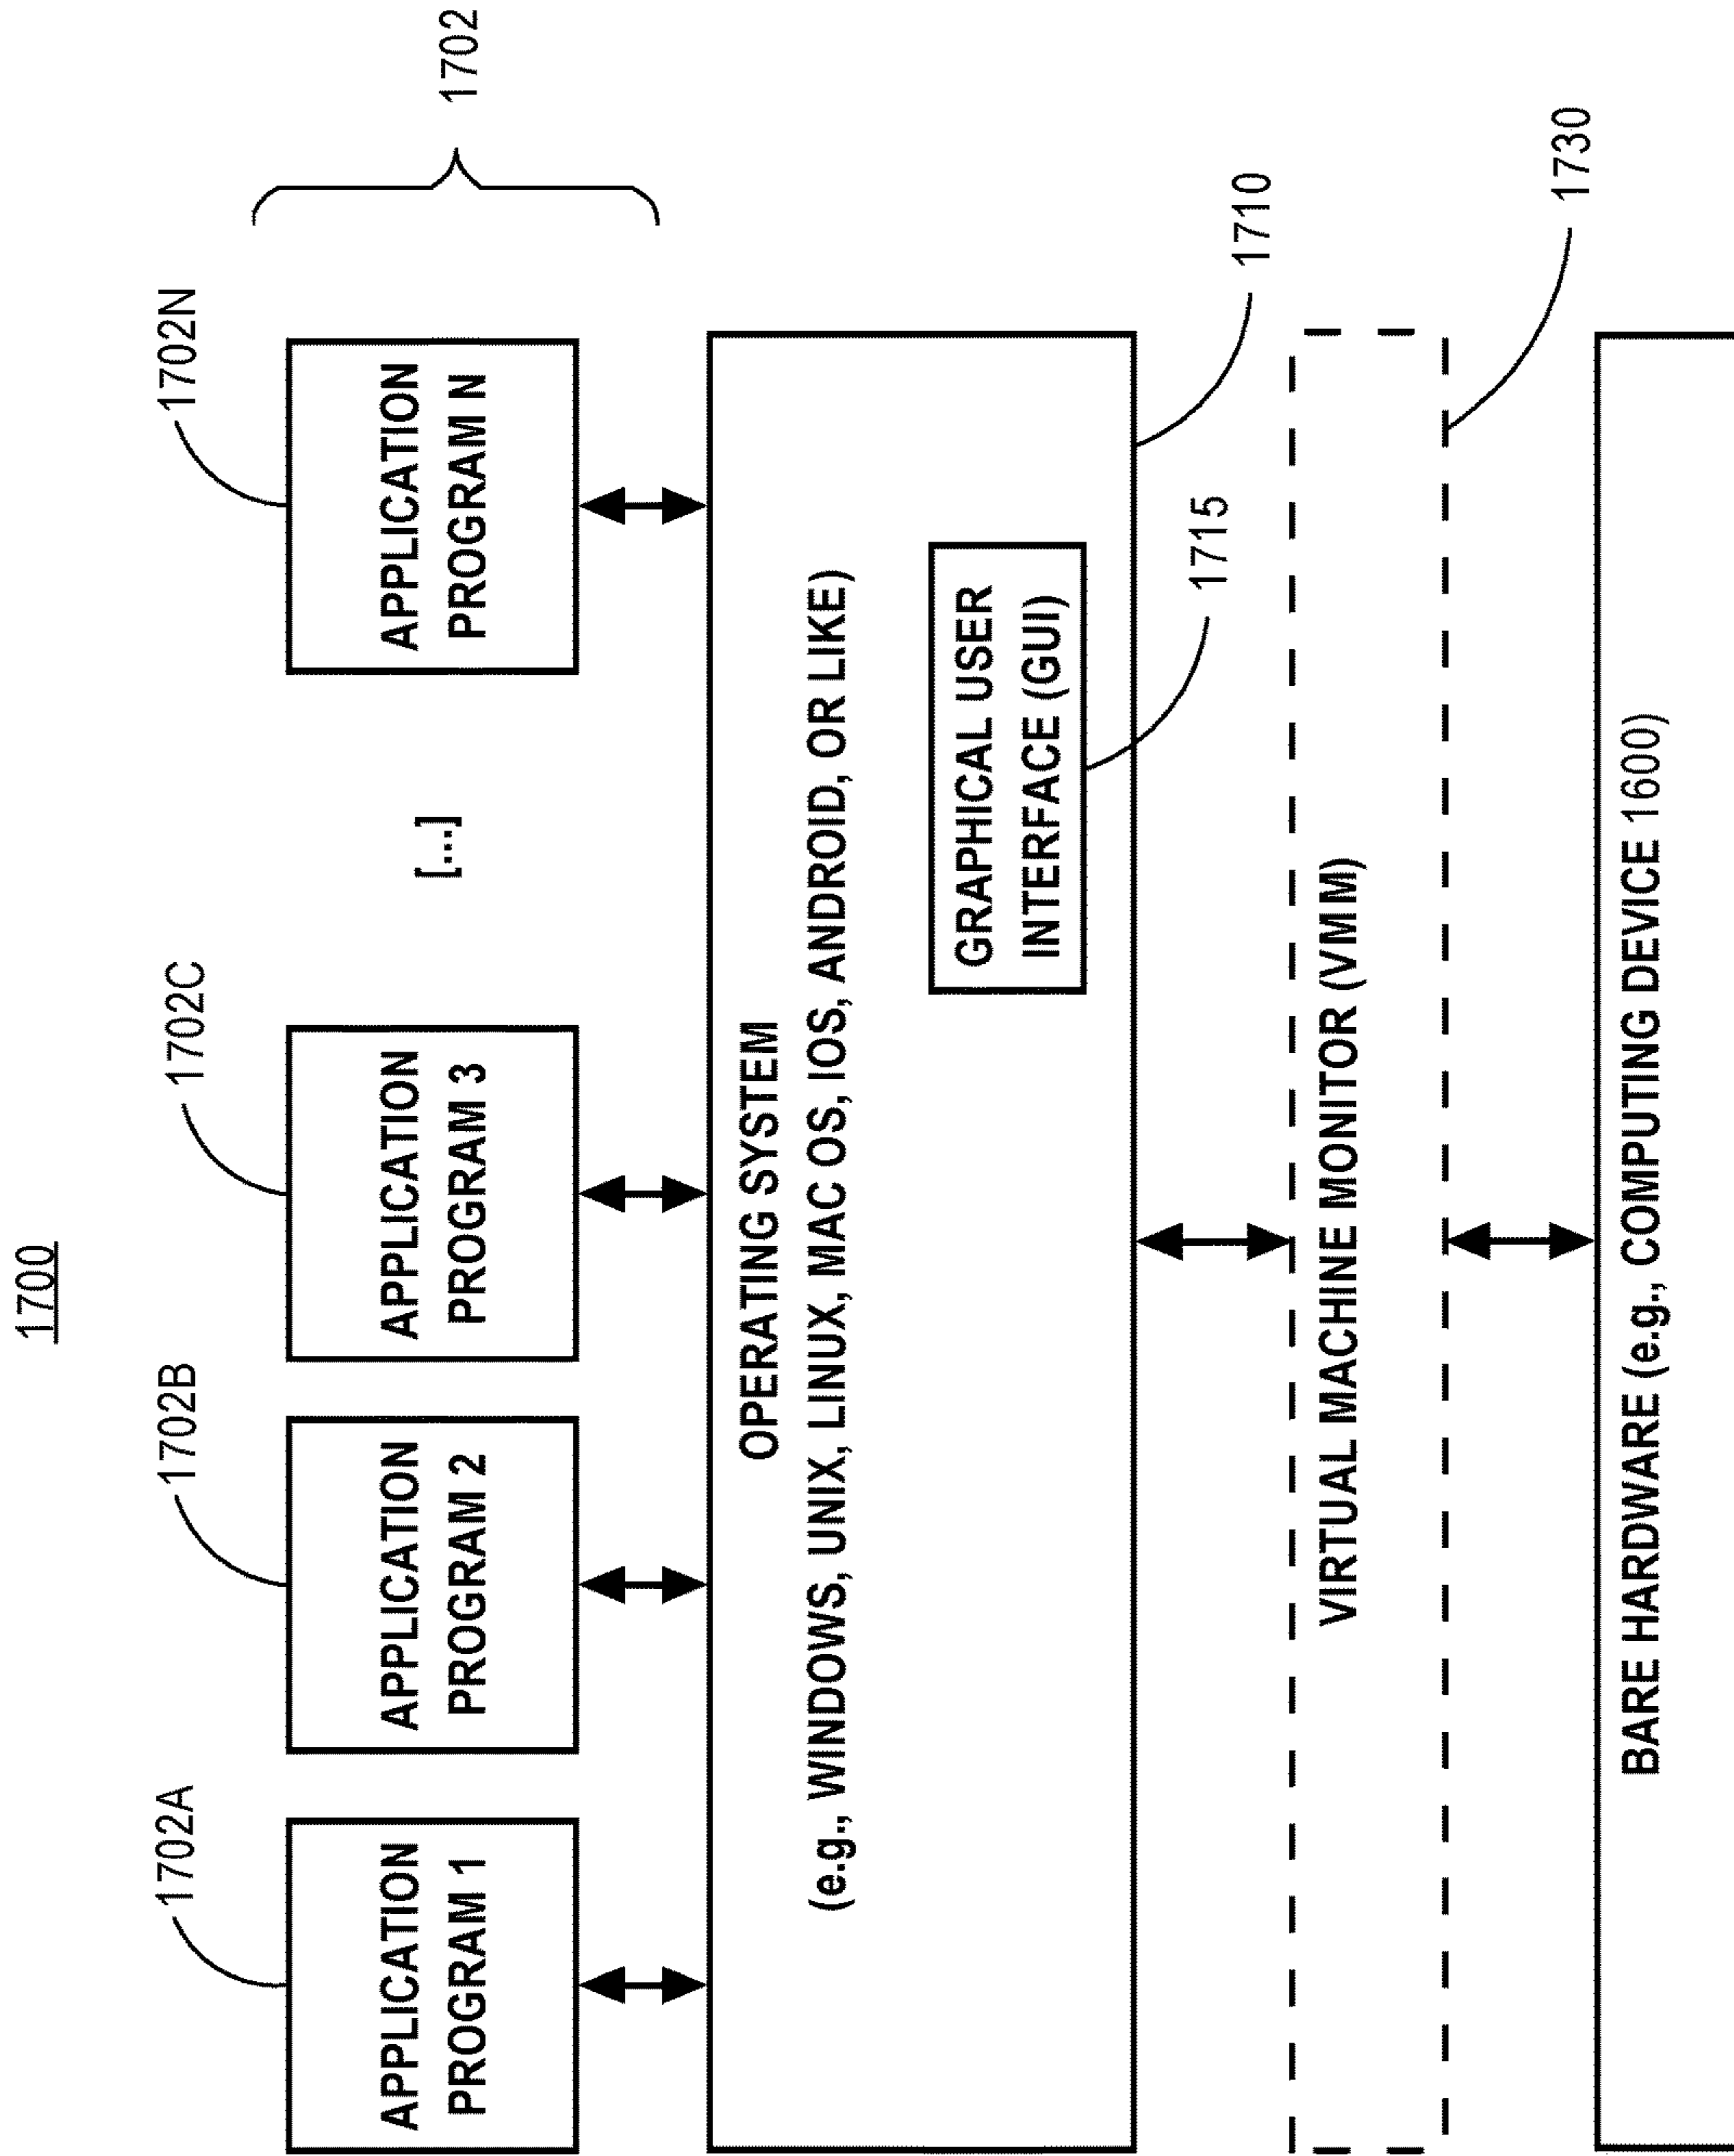 1700
1702A
1702B
1702C
1702N
1702
APPLICATION
PROGRAM 1
APPLICATION
PROGRAM 2
APPLICATION
PROGRAM 3
[...]
APPLICATION
PROGRAM N
OPERATING SYSTEM
(e.g., WINDOWS, UNIX, LINUX, MAC OS, IOS, ANDROID, OR LIKE)
GRAPHICAL USER
INTERFACE (GUI)
1715
1710
VIRTUAL MACHINE MONITOR (VMM)
1730
BARE HARDWARE (e.g., COMPUTING DEVICE 1600)